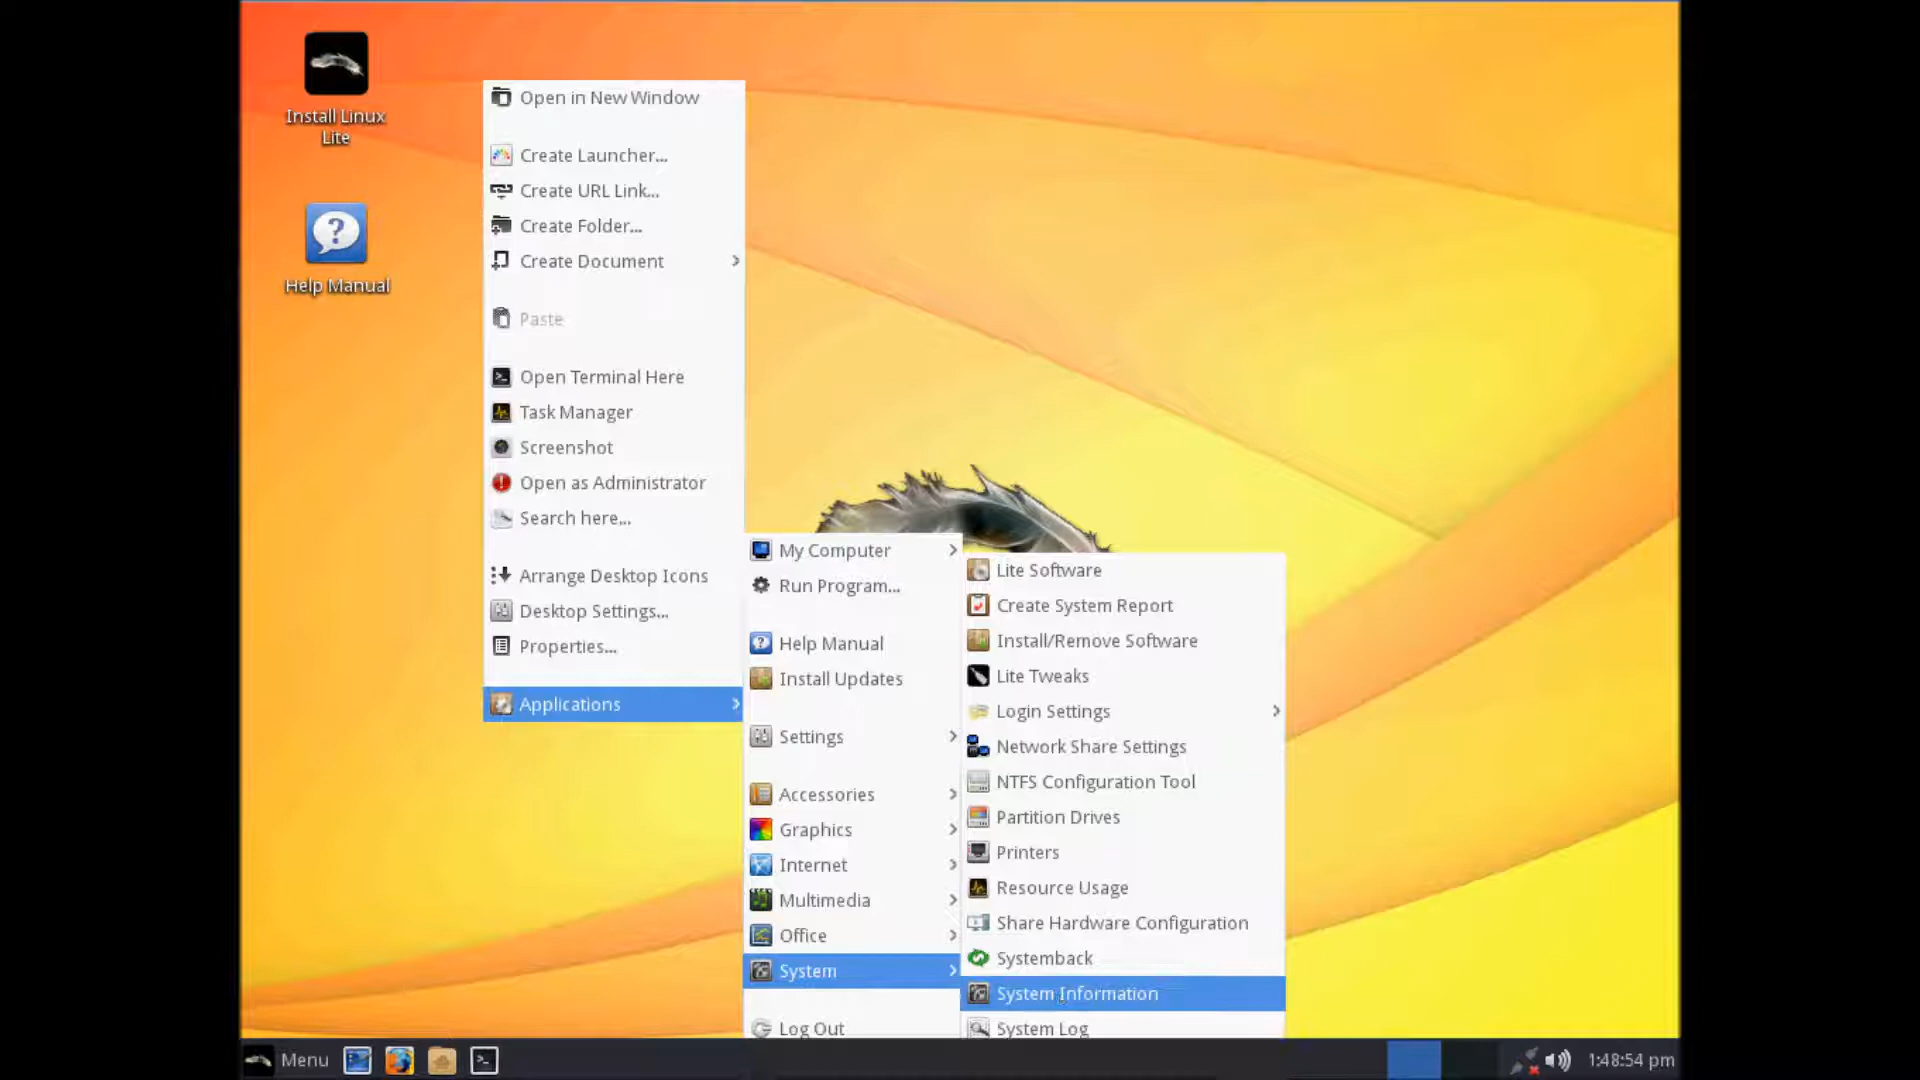 Install Linux
Lite
Help Manual
Open in New Window
Create Launcher...
Create URL Link...
Create Folder...
Create Document
Paste
Open Terminal Here
Task Manager
Screenshot
Open as Administrator
Search here...
Arrange Desktop Icons
Desktop Settings...
Properties...
Applications
My Computer
Run Program...
Help Manual
Install Updates
Settings
Accessories
Graphics
Internet
Multimedia
Office
System
Log Out
Lite Software
Create System Report
Install/Remove Software
Lite Tweaks
Login Settings
Network Share Settings
NTFS Configuration Tool
Partition Drives
Printers
Resource Usage
Share Hardware Configuration
Systemback
System Information
System Log
Menu
1:48:54 pm